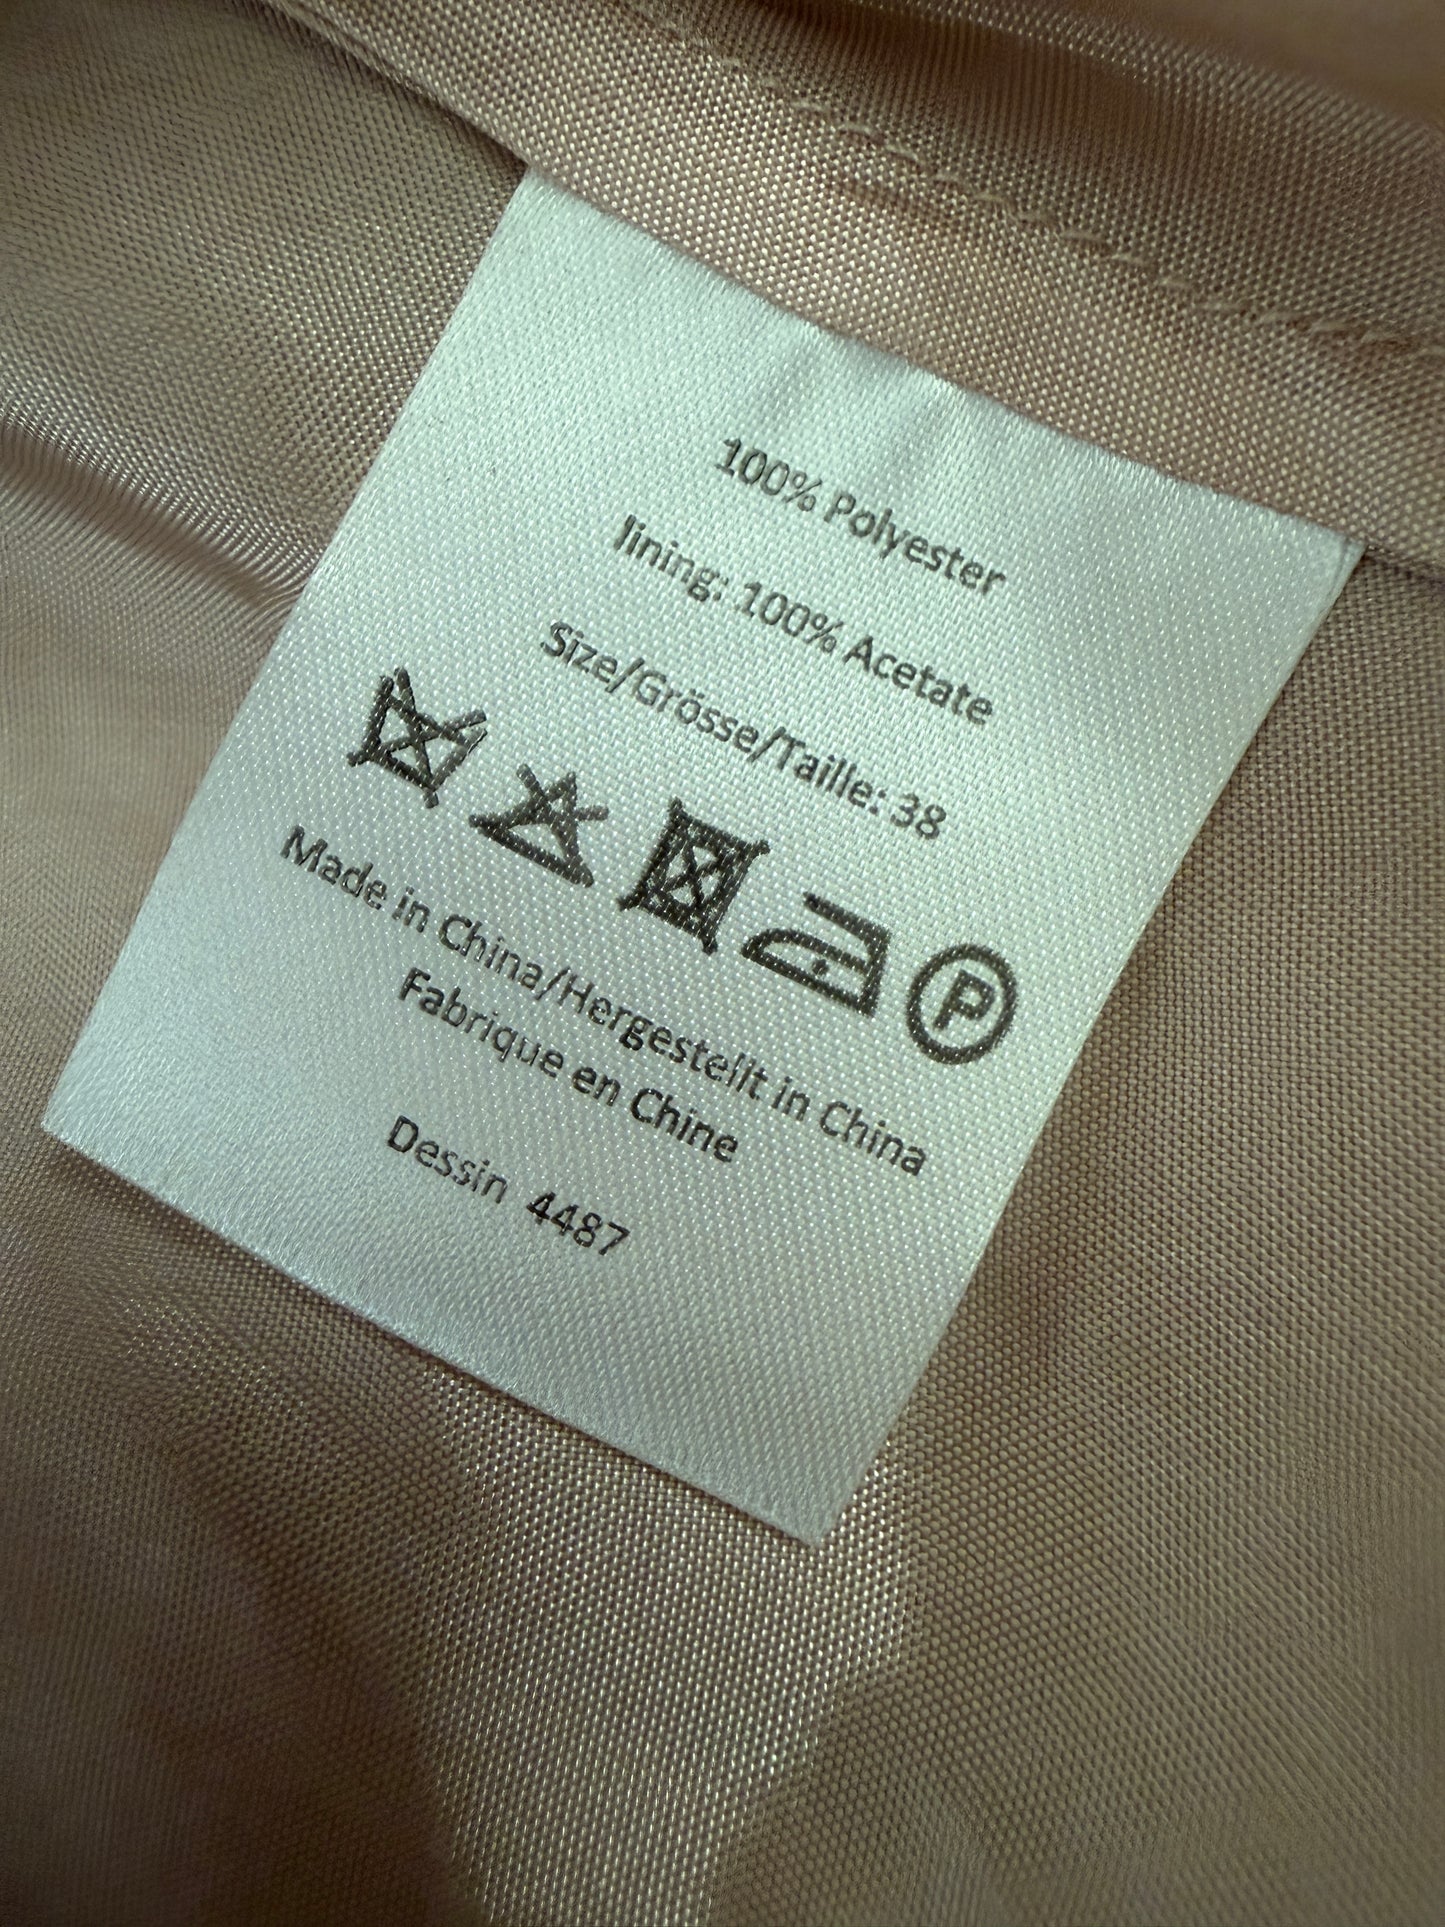 100% Polyester
lining: 100% Acetate
Size/Grösse/Taille: 38
P
Made in China/Hergestellt in China
Fabrique en Chine
Dessin 4487